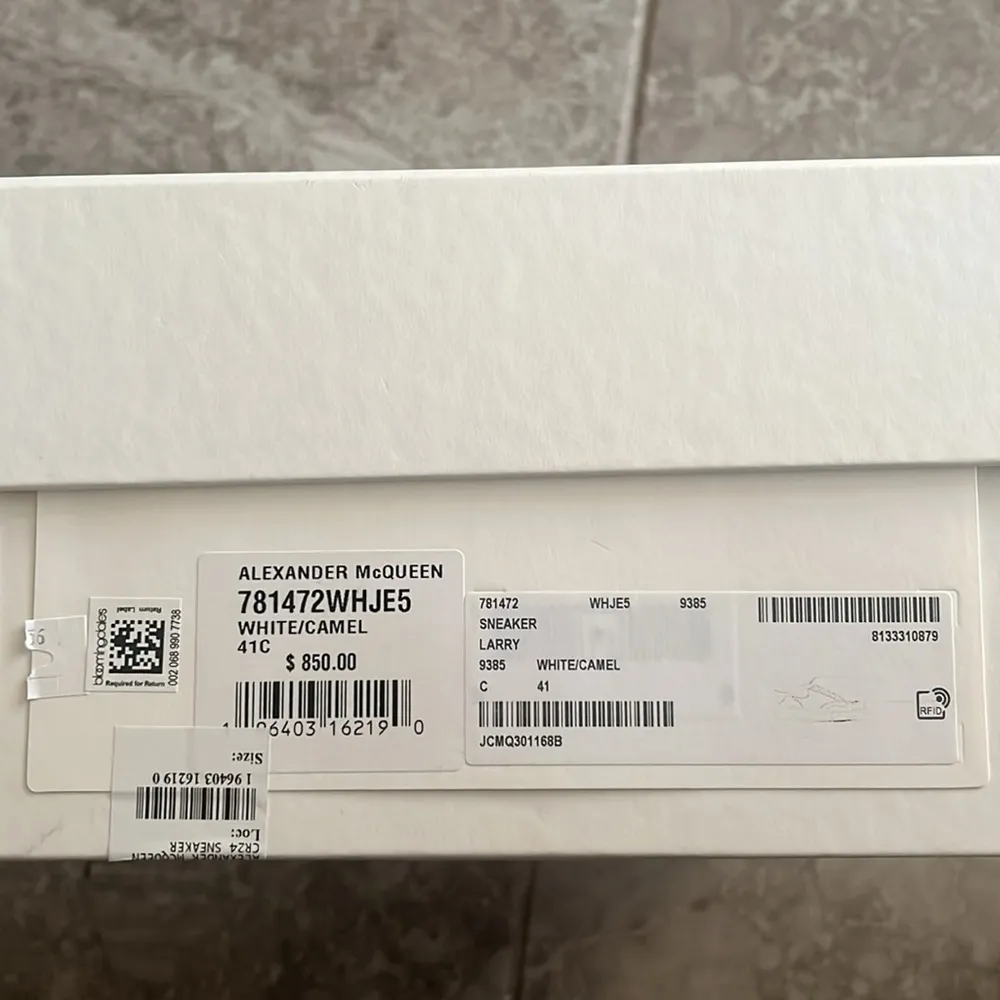 ALEXANDER McQUEEN
781472WHJE5
WHITE/CAMEL
41C
$ 850.00
1 96403 16219 0
781472 WHJE5 9385
SNEAKER
LARRY
9385 WHITE/CAMEL
C 41
JCMQ301168B
8133310879
RFID
Return Label
bloomingdales
002 068 990 7738
Required for Return
ALEXANDER MCQUEEN
CR24 SNEAKER
Loc:
1 96403 16219 0
Size: